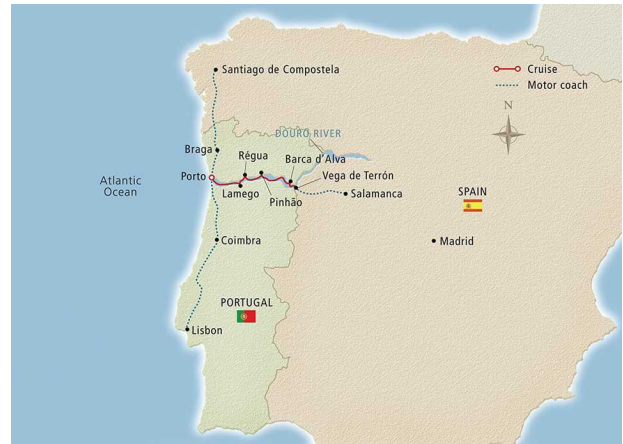 Santiago de Compostela
Cruise
Motor coach
N
DOURO RIVER
Braga
Régua
Barca d'Alva
Porto
Vega de Terrón
Atlantic
Ocean
Lamego
Pinhão
Salamanca
SPAIN
Coimbra
Madrid
PORTUGAL
Lisbon